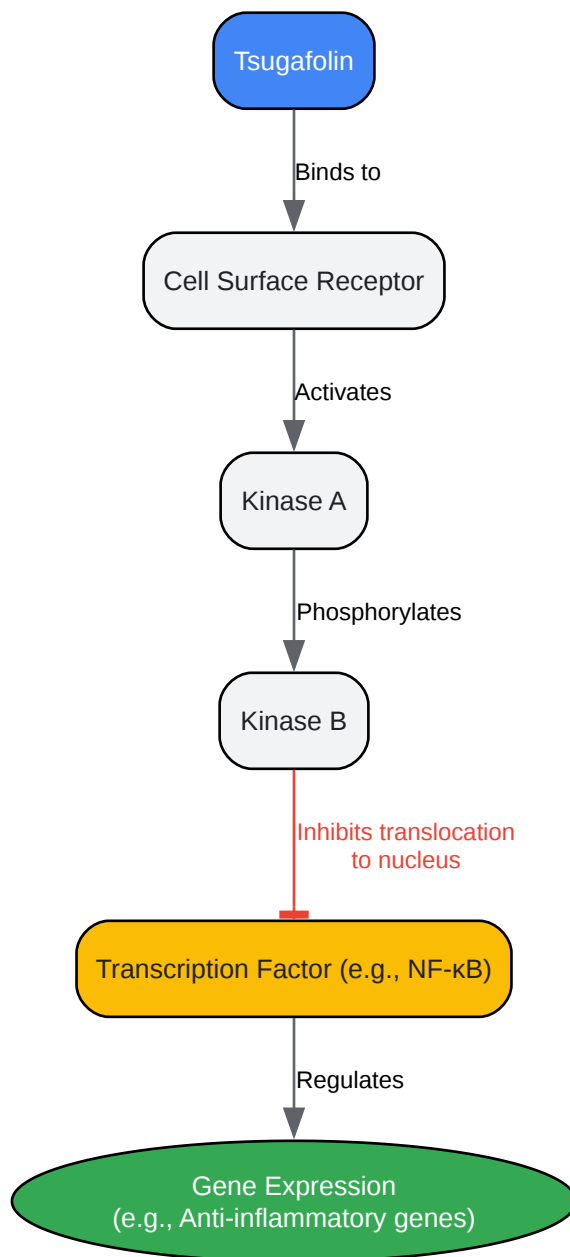 Tsugafolin
Binds to
Cell Surface Receptor
Activates
Kinase A
Phosphorylates
Kinase B
Inhibits translocation
to nucleus
Transcription Factor (e.g., NF-κB)
Regulates
Gene Expression
(e.g., Anti-inflammatory genes)